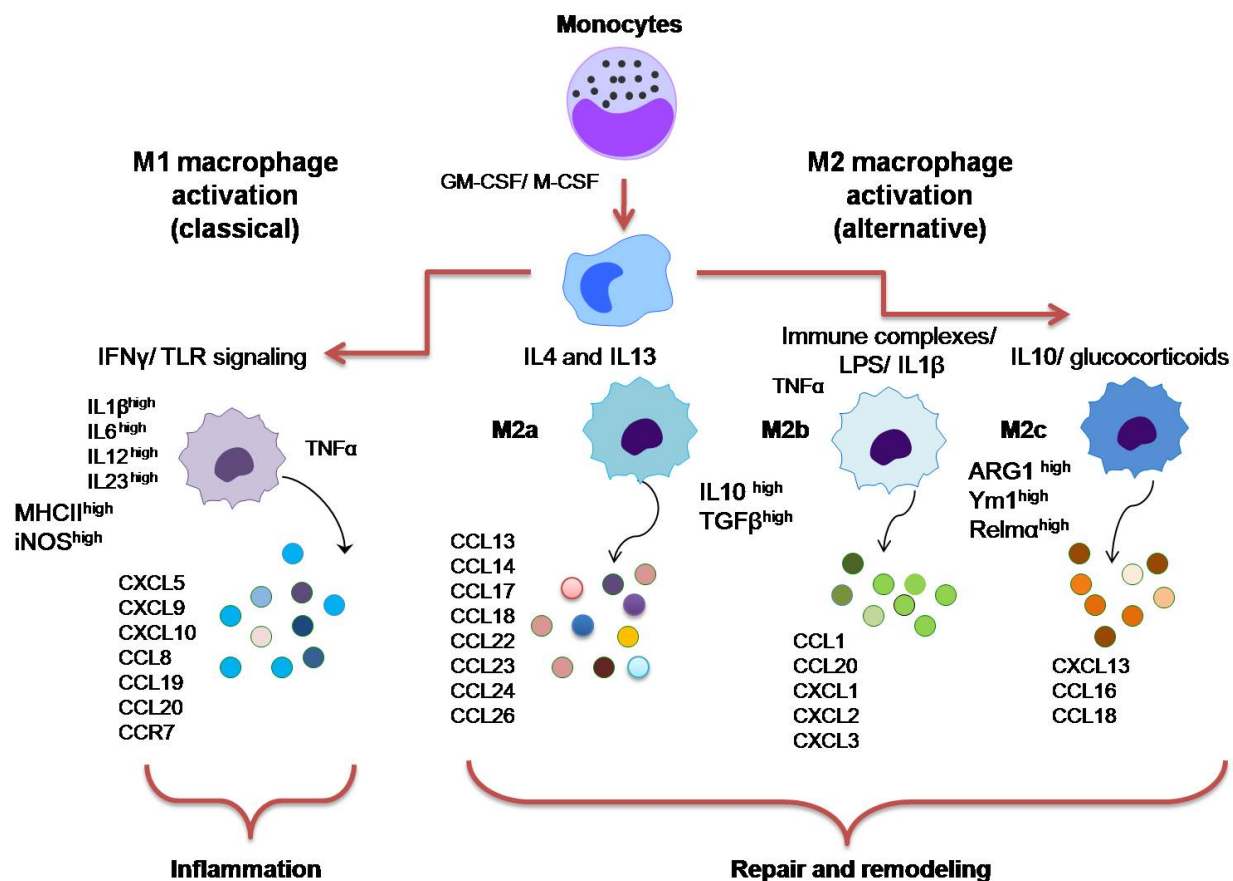 Monocytes
M1 macrophage
activation
(classical)
GM-CSF/ M-CSF
M2 macrophage
activation
(alternative)
IFNγ/ TLR signaling
IL1βhigh
IL6high
IL12high
IL23high
TNFα
MHCIIhigh
iNOShigh
CXCL5
CXCL9
CXCL10
CCL8
CCL19
CCL20
CCR7
Inflammation
IL4 and IL13
M2a
IL10 high
TGFβhigh
CCL13
CCL14
CCL17
CCL18
CCL22
CCL23
CCL24
CCL26
Immune complexes/
LPS/ IL1β
TNFα
M2b
CCL1
CCL20
CXCL1
CXCL2
CXCL3
IL10/ glucocorticoids
M2c
ARG1 high
Ym1high
Relmαhigh
CXCL13
CCL16
CCL18
Repair and remodeling